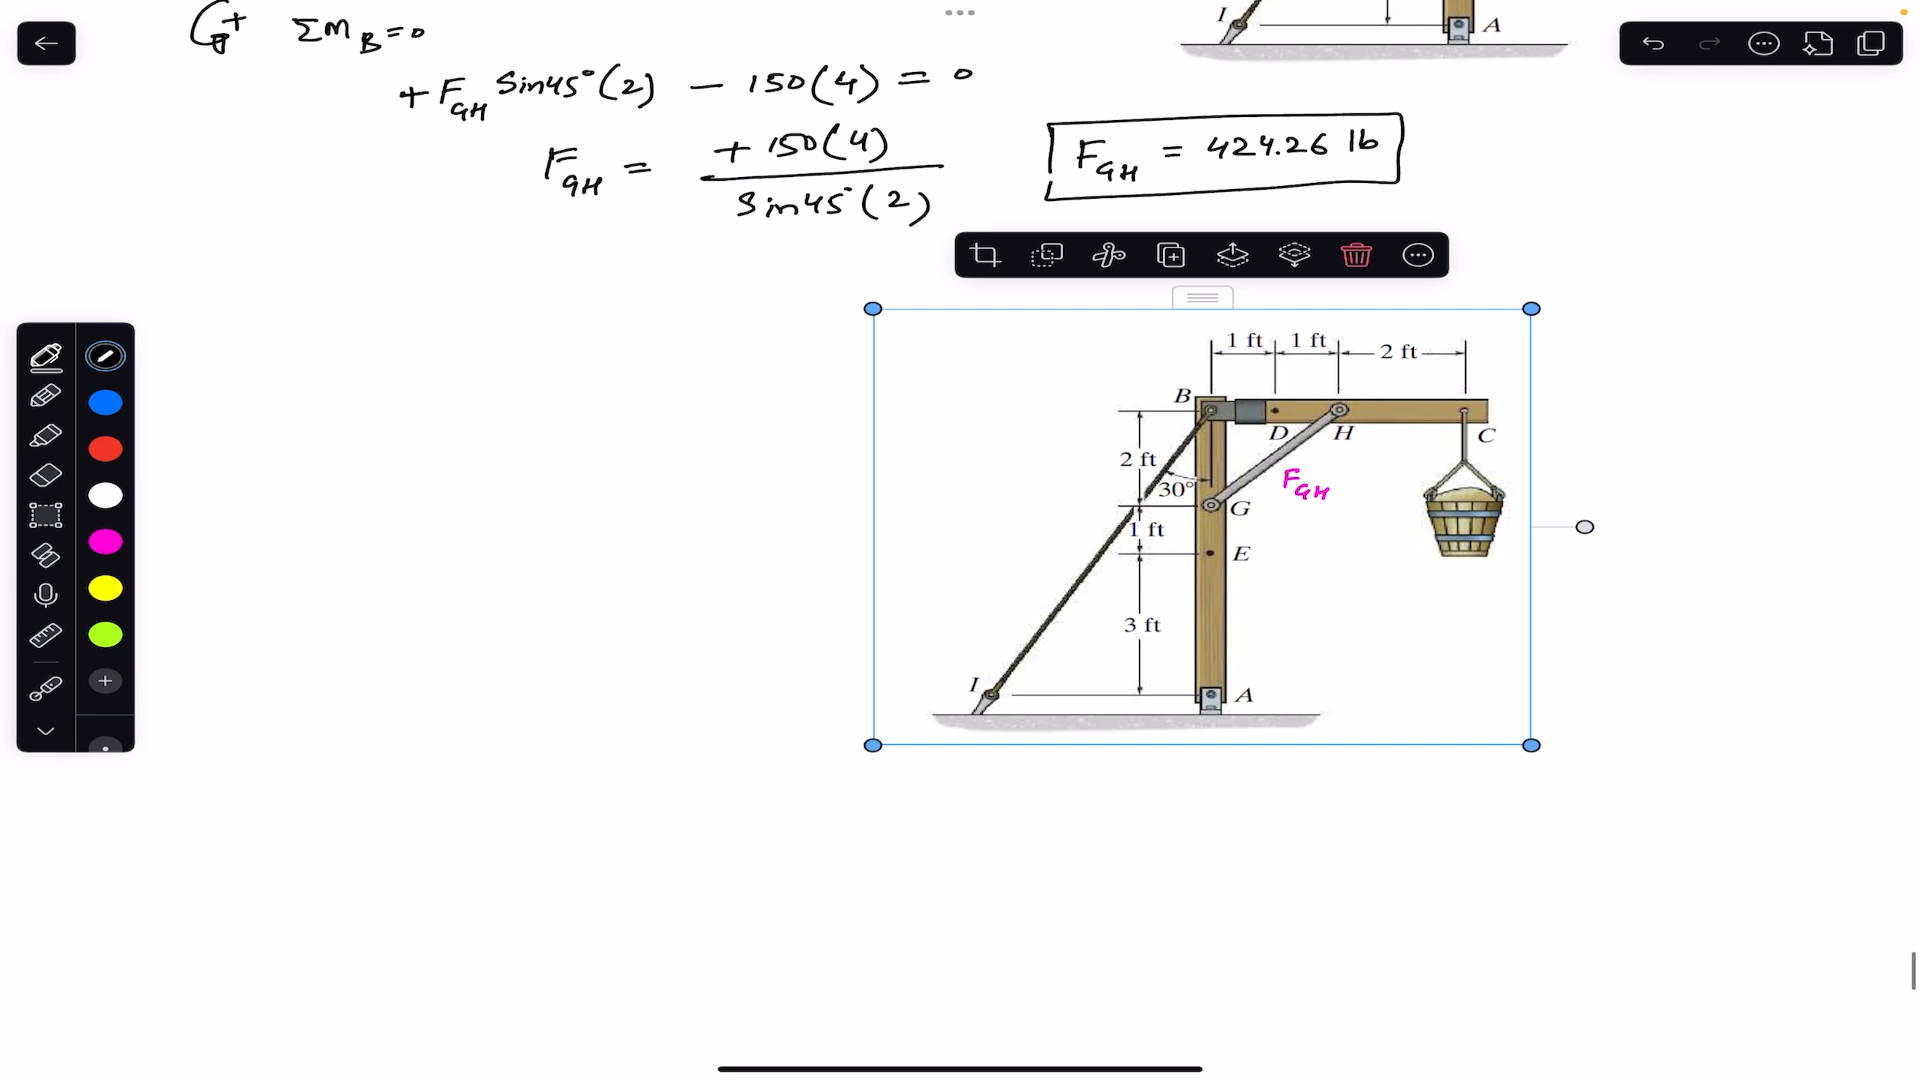 I
A
+ ΣM_B = 0
+ F_GH Sin45° (2) - 150(4) = 0
F_GH = + 150(4) / Sin45° (2)
F_GH = 424.26 lb
1 ft 1 ft 2 ft
B
D H C
2 ft
30°
F_GH
G
1 ft
E
3 ft
I
A